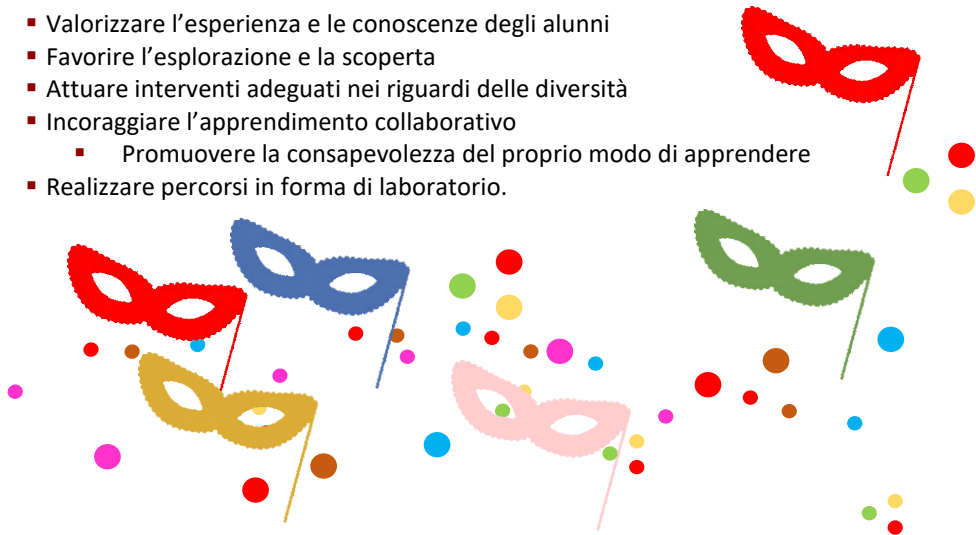 ▪ Valorizzare l’esperienza e le conoscenze degli alunni
▪ Favorire l’esplorazione e la scoperta
▪ Attuare interventi adeguati nei riguardi delle diversità
▪ Incoraggiare l’apprendimento collaborativo
▪ Promuovere la consapevolezza del proprio modo di apprendere
▪ Realizzare percorsi in forma di laboratorio.